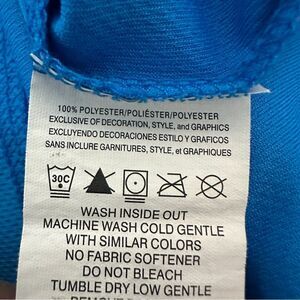 100% POLYESTER/POLIÉSTER/POLYESTER
EXCLUSIVE OF DECORATION, STYLE, and GRAPHICS
EXCLUYENDO DECORACIONES ESTILO Y GRAFICOS
SANS INCLURE GARNITURES, STYLE, et GRAPHIQUES
30C
WASH INSIDE OUT
MACHINE WASH COLD GENTLE
WITH SIMILAR COLORS
NO FABRIC SOFTENER
DO NOT BLEACH
TUMBLE DRY LOW GENTLE